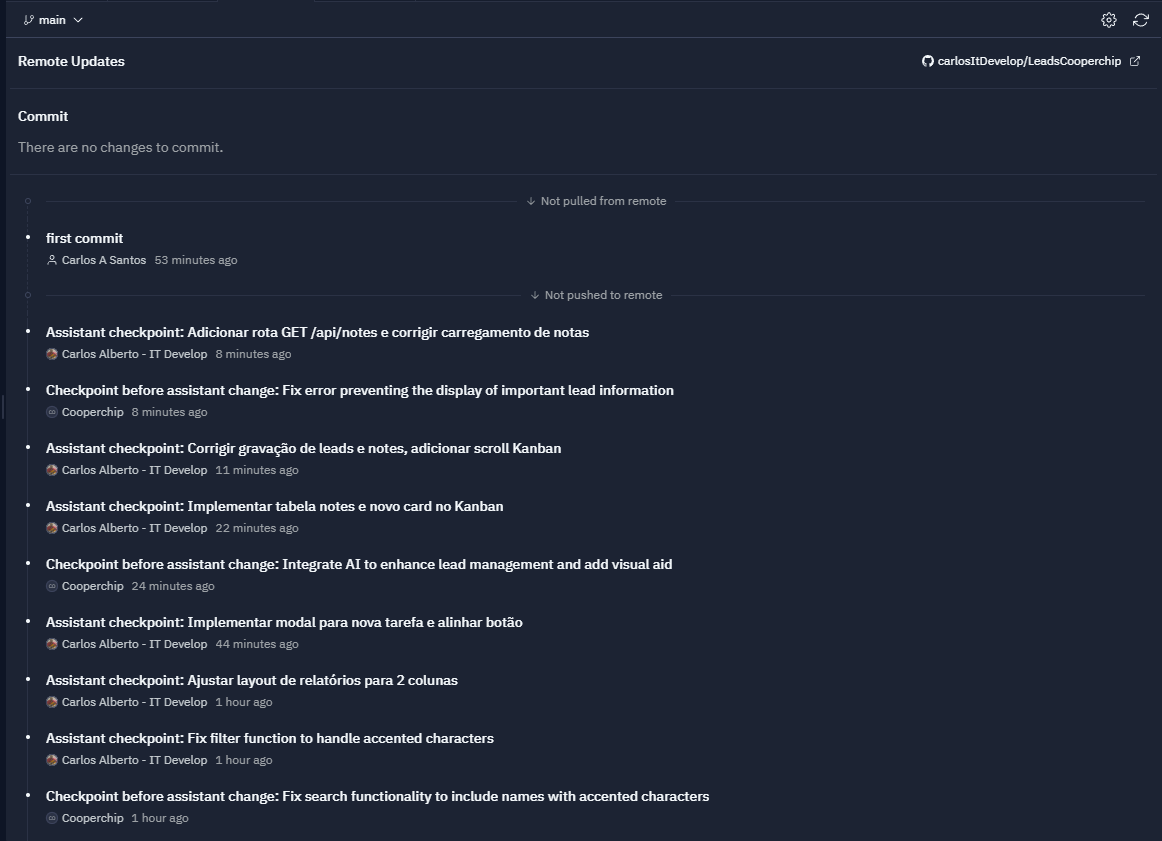 main
Remote Updates
carlosItDevelop/LeadsCooperchip
Commit
There are no changes to commit.
Not pulled from remote
first commit
Carlos A Santos 53 minutes ago
Not pushed to remote
Assistant checkpoint: Adicionar rota GET /api/notes e corrigir carregamento de notas
Carlos Alberto - IT Develop 8 minutes ago
Checkpoint before assistant change: Fix error preventing the display of important lead information
Cooperchip 8 minutes ago
Assistant checkpoint: Corrigir gravação de leads e notes, adicionar scroll Kanban
Carlos Alberto - IT Develop 11 minutes ago
Assistant checkpoint: Implementar tabela notes e novo card no Kanban
Carlos Alberto - IT Develop 22 minutes ago
Checkpoint before assistant change: Integrate AI to enhance lead management and add visual aid
Cooperchip 24 minutes ago
Assistant checkpoint: Implementar modal para nova tarefa e alinhar botão
Carlos Alberto - IT Develop 44 minutes ago
Assistant checkpoint: Ajustar layout de relatórios para 2 colunas
Carlos Alberto - IT Develop 1 hour ago
Assistant checkpoint: Fix filter function to handle accented characters
Carlos Alberto - IT Develop 1 hour ago
Checkpoint before assistant change: Fix search functionality to include names with accented characters
Cooperchip 1 hour ago